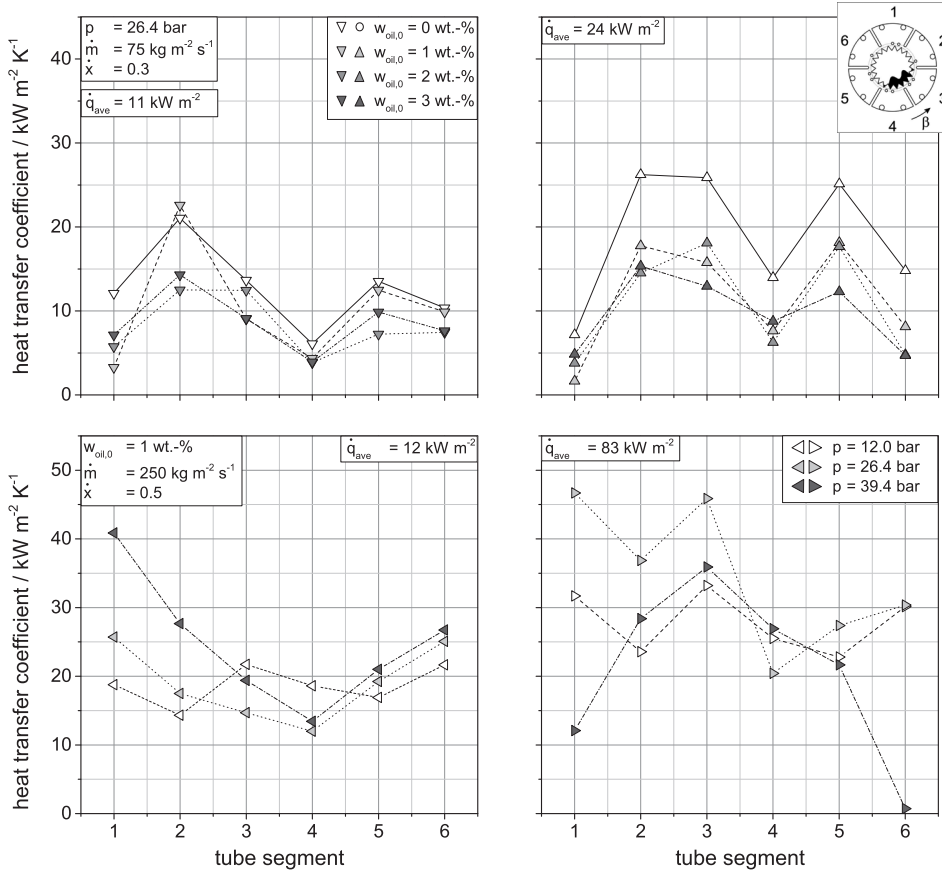 p = 26.4 bar
ṁ = 75 kg m⁻² s⁻¹
ẋ = 0.3
q̇ave = 11 kW m⁻²
woil,0 = 0 wt.-%
woil,0 = 1 wt.-%
woil,0 = 2 wt.-%
woil,0 = 3 wt.-%
heat transfer coefficient / kW m⁻² K⁻¹
40
30
20
10
0
q̇ave = 24 kW m⁻²
1
2
3
4
5
6
β
woil,0 = 1 wt.-%
ṁ = 250 kg m⁻² s⁻¹
ẋ = 0.5
q̇ave = 12 kW m⁻²
heat transfer coefficient / kW m⁻² K⁻¹
50
40
30
20
10
0
1 2 3 4 5 6
tube segment
q̇ave = 83 kW m⁻²
p = 12.0 bar
p = 26.4 bar
p = 39.4 bar
1 2 3 4 5 6
tube segment